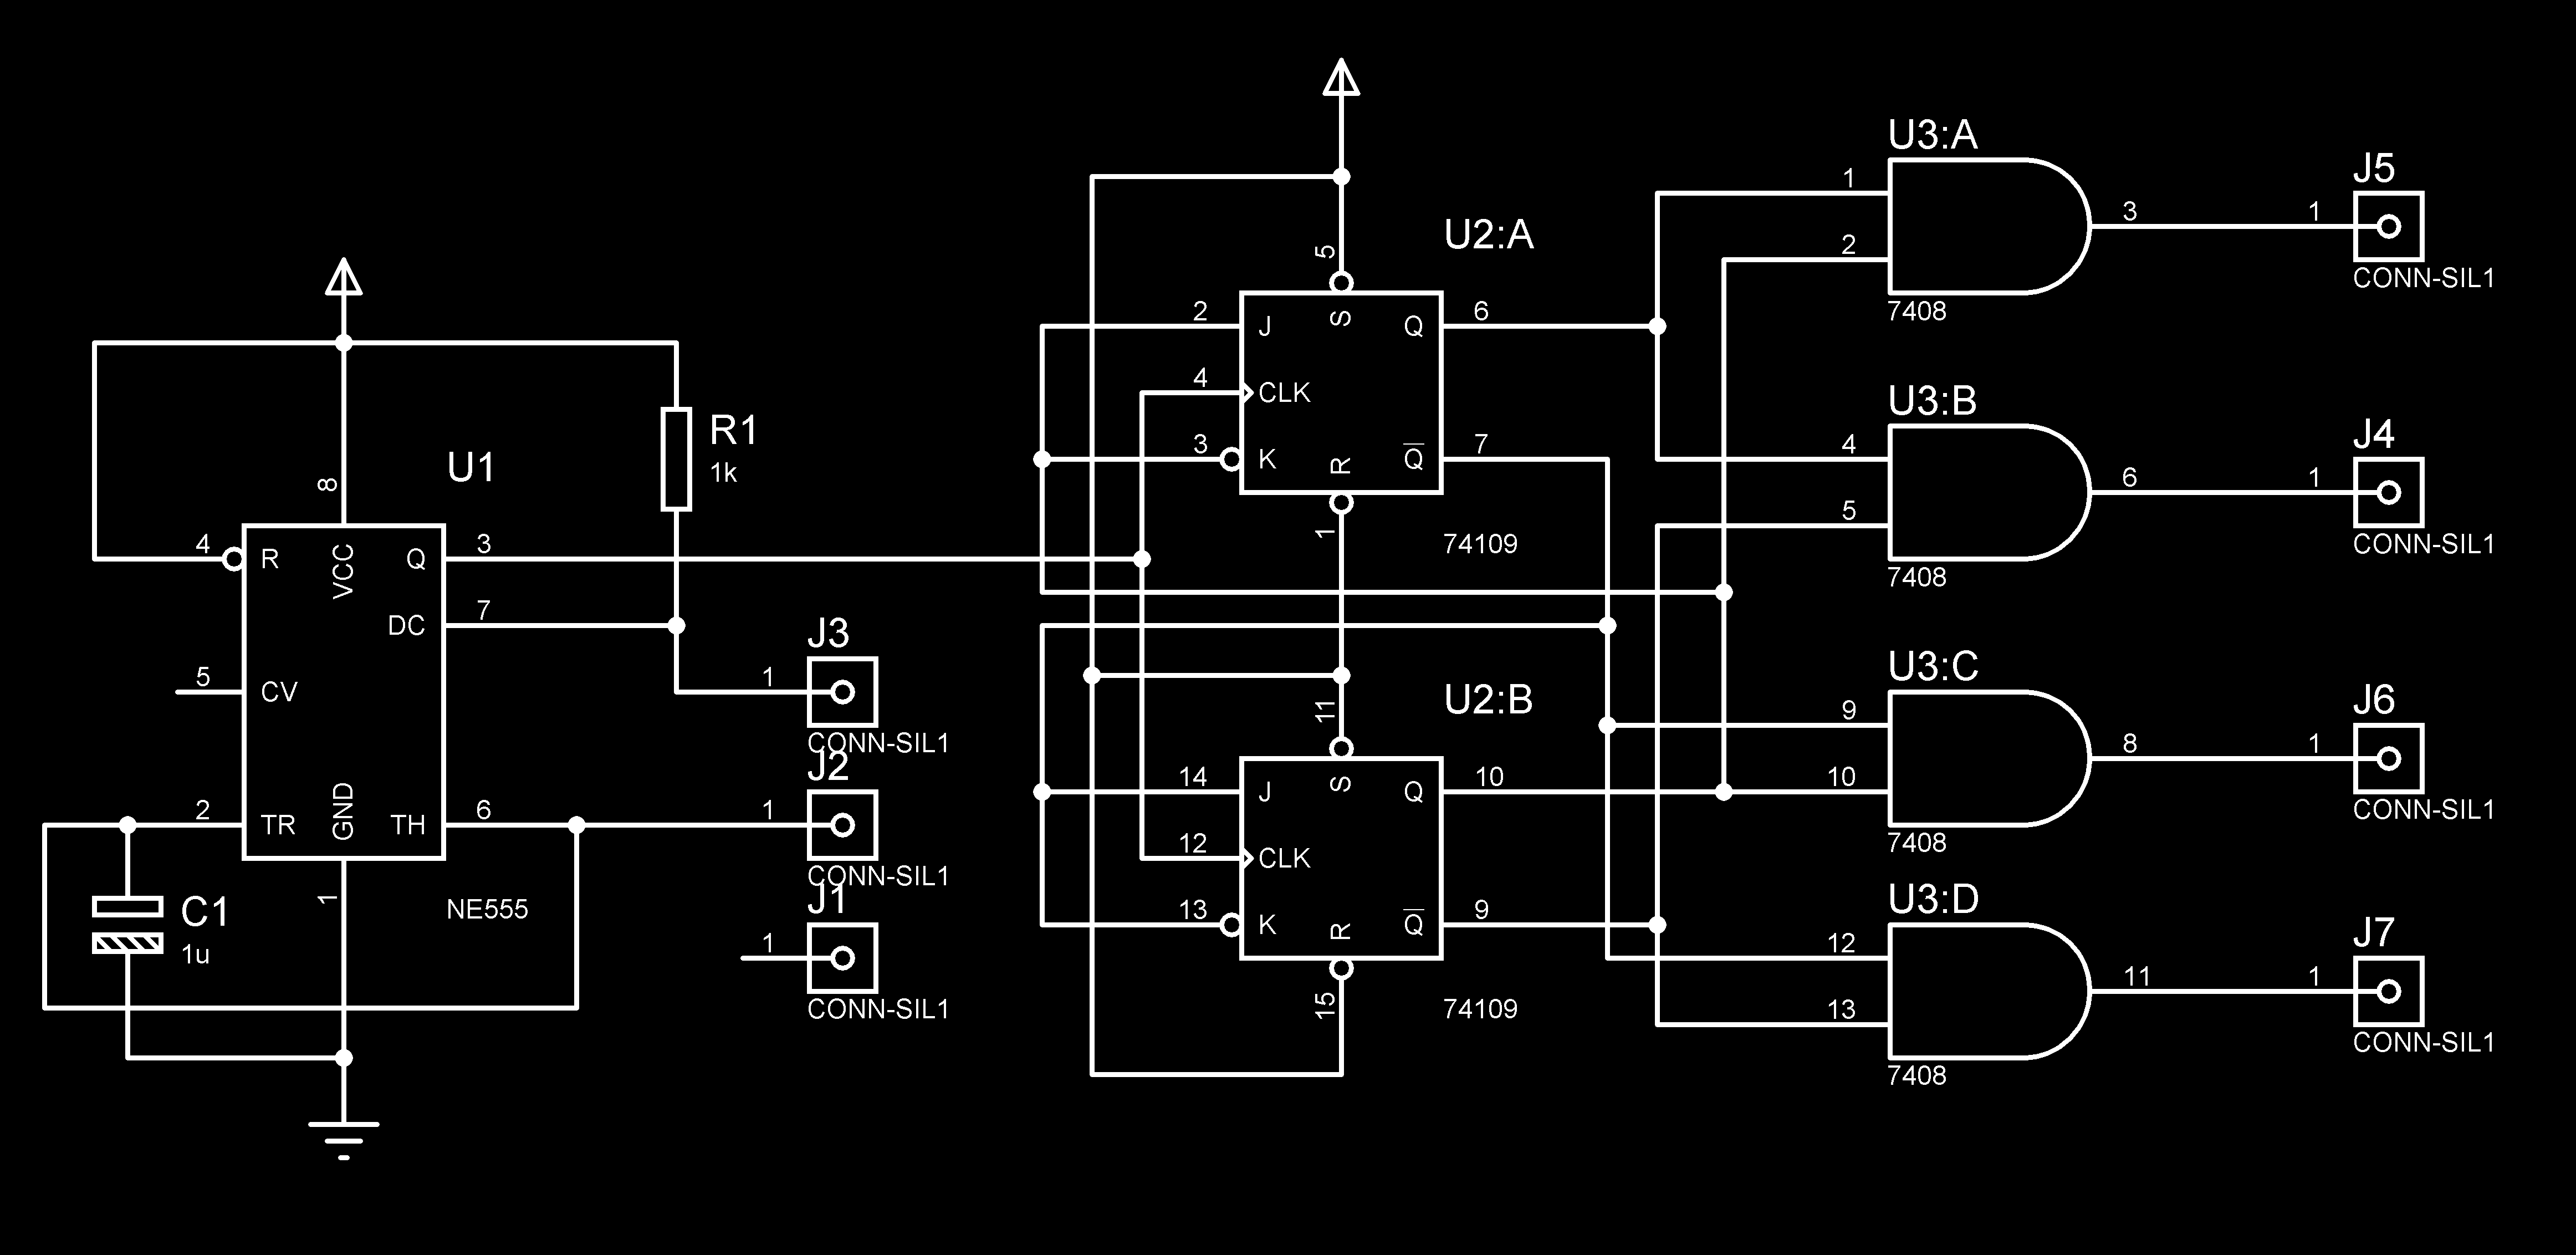 U1
8
VCC
4
R
Q
3
DC
7
5
CV
2
TR
GND
TH
6
1
NE555
R1
1k
C1
1u
J3
1
CONN-SIL1
J2
1
CONN-SIL1
J1
1
CONN-SIL1
U2:A
5
2
J
S
Q
6
4
CLK
3
K
R
Q
7
1
74109
U2:B
11
14
J
S
Q
10
12
CLK
13
K
R
Q
9
15
74109
U3:A
1
2
3
7408
U3:B
4
5
6
7408
U3:C
9
10
8
7408
U3:D
12
13
11
7408
J5
1
CONN-SIL1
J4
1
CONN-SIL1
J6
1
CONN-SIL1
J7
1
CONN-SIL1